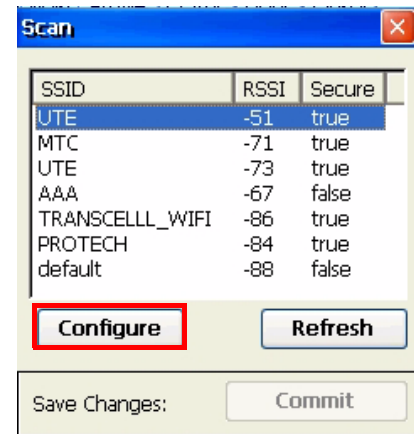 Scan
SSID RSSI Secure
UTE -51 true
MTC -71 true
UTE -73 true
AAA -67 false
TRANSCELLL_WIFI -86 true
PROTECH -84 true
default -88 false
Configure Refresh
Save Changes: Commit